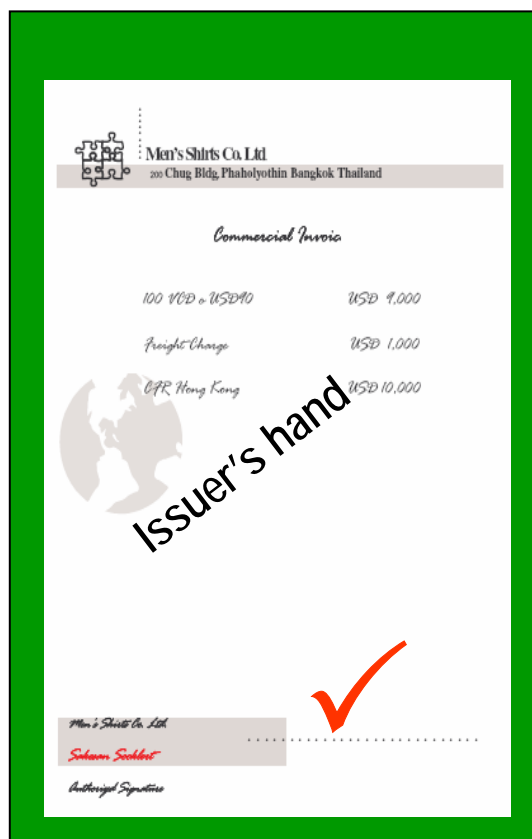 Men's Shirts Co. Ltd
200 Chug Bldg, Phaholyothin Bangkok Thailand
Commercial Invoic
100 VCD @ USD90 USD 9,000
Freight Charge USD 1,000
CFR Hong Kong USD 10,000
Issuer's hand
Men's Shirts Co. Ltd.
Authorized Signature